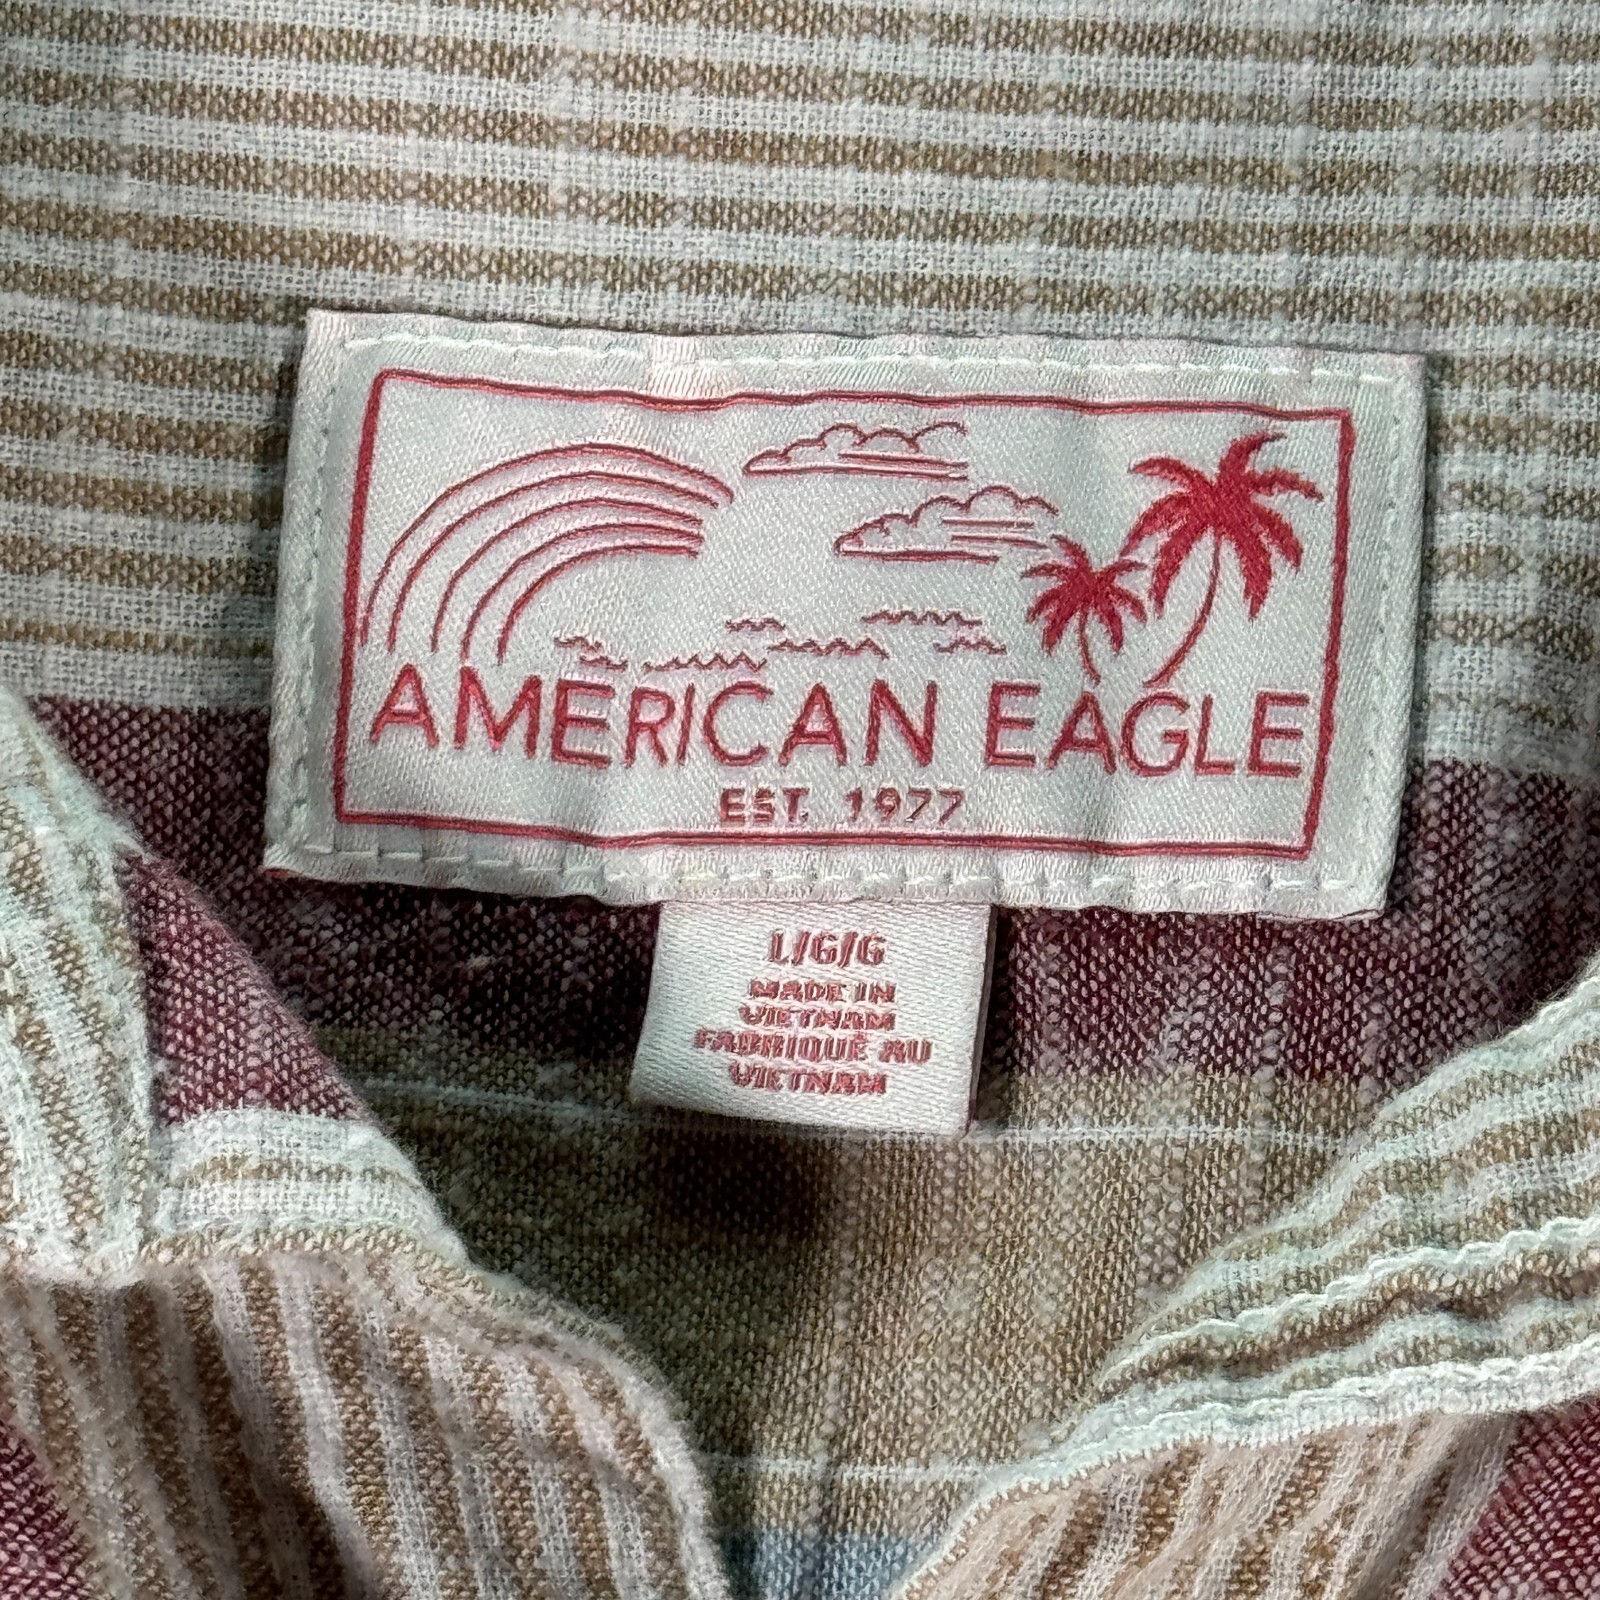 AMERICAN EAGLE
EST. 1977
L/G/G
MADE IN
VIETNAM
FABRIQUÉ AU
VIETNAM